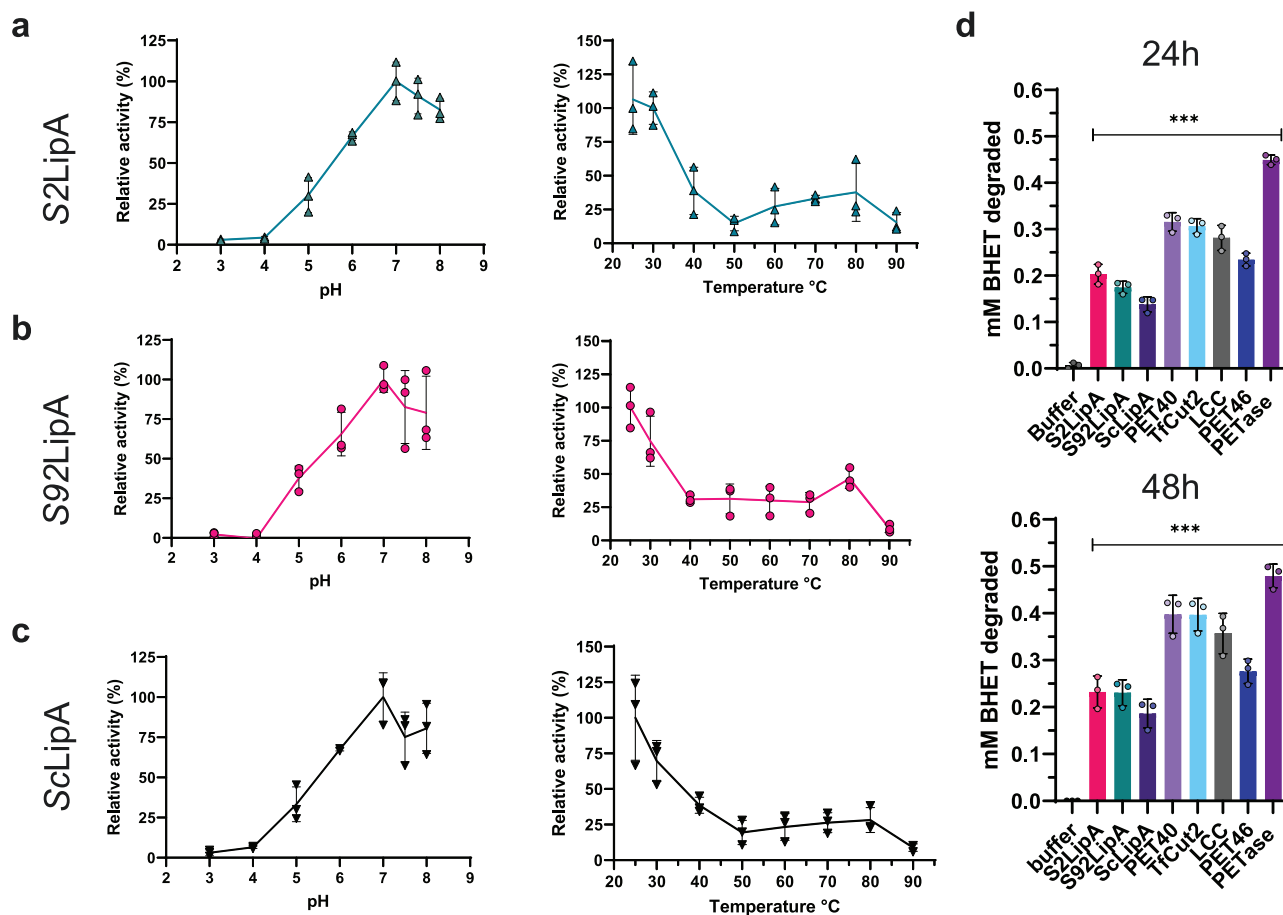 a
S2LipA
Relative activity (%)
125
100
75
50
25
0
2 3 4 5 6 7 8 9
pH
Relative activity (%)
150
125
100
75
50
25
0
20 30 40 50 60 70 80 90
Temperature °C
b
S92LipA
Relative activity (%)
125
100
75
50
25
0
2 3 4 5 6 7 8 9
pH
Relative activity (%)
150
125
100
75
50
25
0
20 30 40 50 60 70 80 90
Temperature °C
c
ScLipA
Relative activity (%)
125
100
75
50
25
0
2 3 4 5 6 7 8 9
pH
Relative activity (%)
150
125
100
75
50
25
0
20 30 40 50 60 70 80 90
Temperature °C
d
24h
mM BHET degraded
0.6
0.5
0.4
0.3
0.2
0.1
0.0
***
Buffer
S2LipA
S92LipA
ScLipA
PET40
TfCut2
LCC
PET46
PETase
48h
mM BHET degraded
0.6
0.5
0.4
0.3
0.2
0.1
0.0
***
buffer
S2LipA
S92LipA
ScLipA
PET40
TfCut2
LCC
PET46
PETase